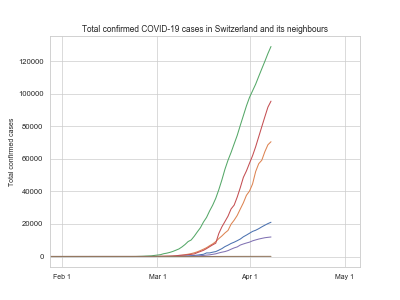 Total confirmed COVID-19 cases in Switzerland and its neighbours
Total confirmed cases
120000
100000
80000
60000
40000
20000
0
Feb 1
Mar 1
Apr 1
May 1